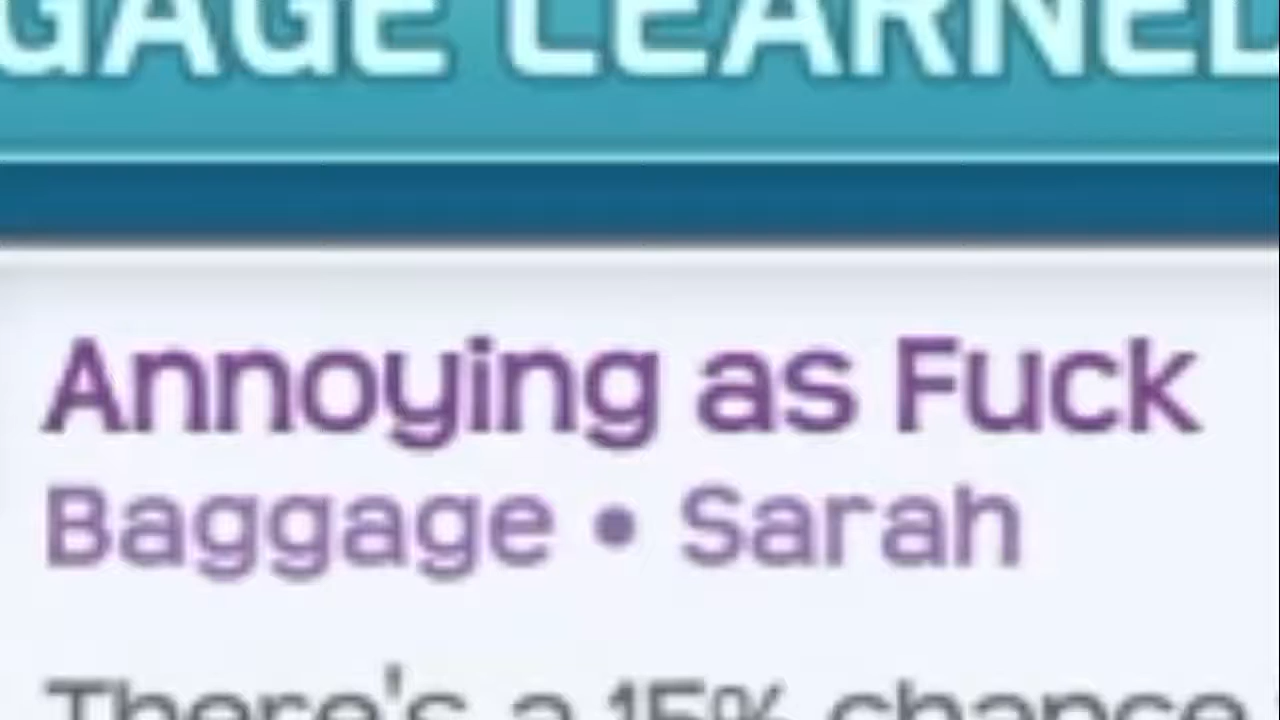 GAGE LEARNED
Annoying as Fuck
Baggage • Sarah
There's a 15% chance